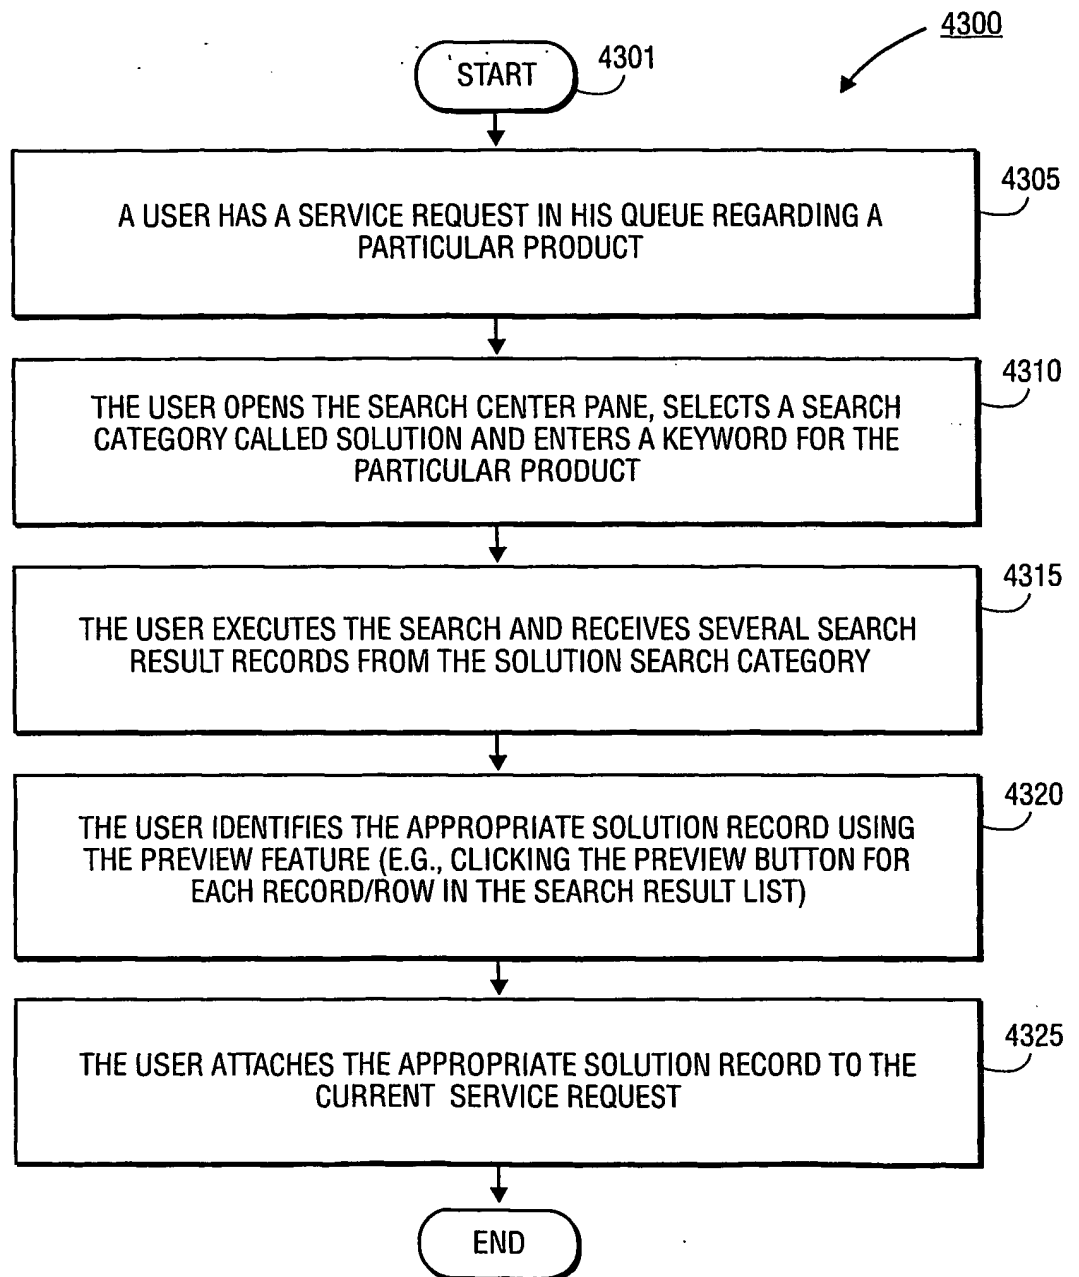 4300
START
4301
4305
A USER HAS A SERVICE REQUEST IN HIS QUEUE REGARDING A
PARTICULAR PRODUCT
4310
THE USER OPENS THE SEARCH CENTER PANE, SELECTS A SEARCH
CATEGORY CALLED SOLUTION AND ENTERS A KEYWORD FOR THE
PARTICULAR PRODUCT
4315
THE USER EXECUTES THE SEARCH AND RECEIVES SEVERAL SEARCH
RESULT RECORDS FROM THE SOLUTION SEARCH CATEGORY
4320
THE USER IDENTIFIES THE APPROPRIATE SOLUTION RECORD USING
THE PREVIEW FEATURE (E.G., CLICKING THE PREVIEW BUTTON FOR
EACH RECORD/ROW IN THE SEARCH RESULT LIST)
4325
THE USER ATTACHES THE APPROPRIATE SOLUTION RECORD TO THE
CURRENT SERVICE REQUEST
END